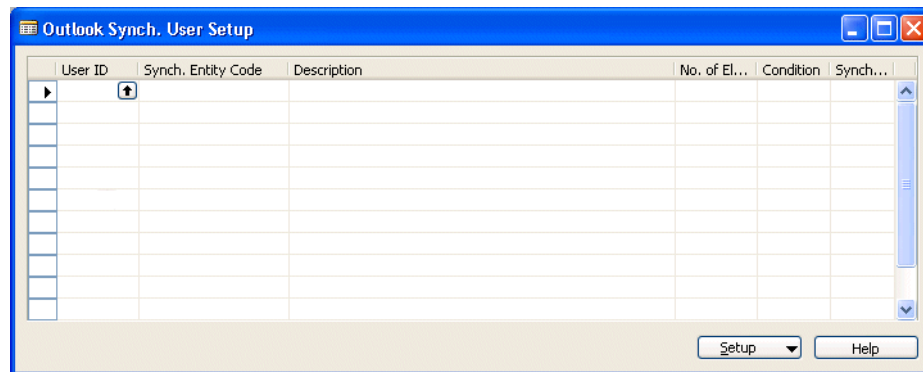 Outlook Synch. User Setup
User ID Synch. Entity Code Description No. of El... Condition Synch...
Setup Help